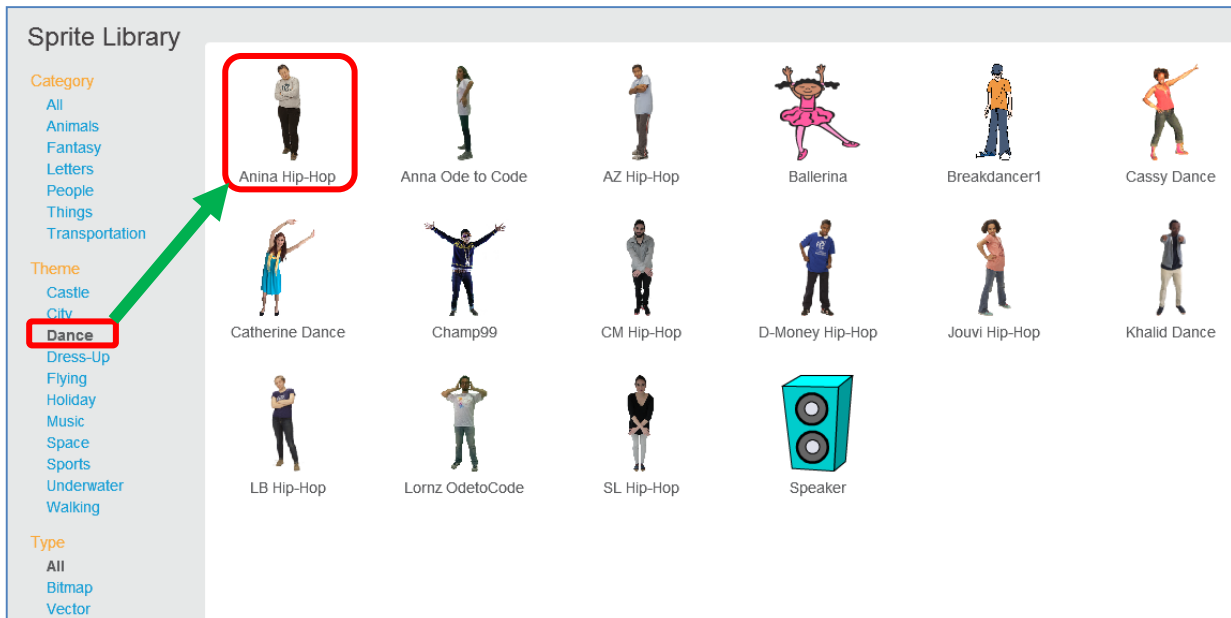 Sprite Library
Category
All
Animals
Fantasy
Letters
People
Things
Transportation
Theme
Castle
City
Dance
Dress-Up
Flying
Holiday
Music
Space
Sports
Underwater
Walking
Type
All
Bitmap
Vector
Anina Hip-Hop
Anna Ode to Code
AZ Hip-Hop
Ballerina
Breakdancer1
Cassy Dance
Catherine Dance
Champ99
CM Hip-Hop
D-Money Hip-Hop
Jouvi Hip-Hop
Khalid Dance
LB Hip-Hop
Lornz OdetoCode
SL Hip-Hop
Speaker